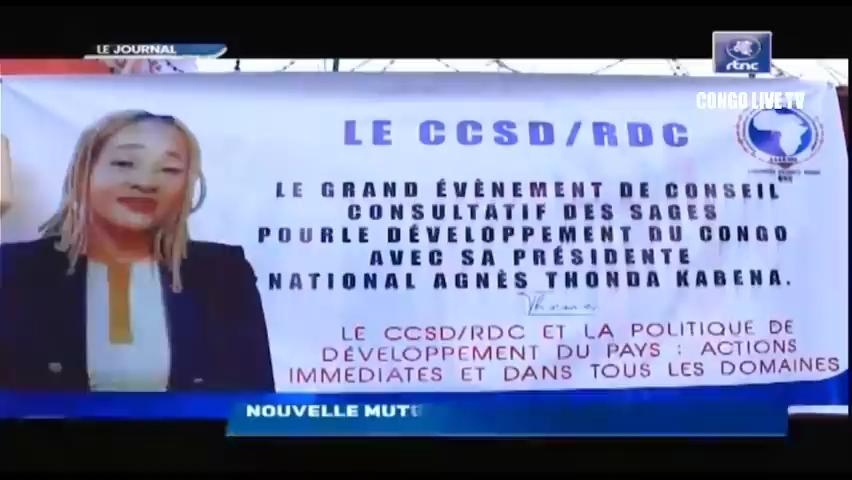 LE JOURNAL
rtnc
CONGO LIVE TV
LE CCSD/RDC
LE GRAND ÉVÈNEMENT DE CONSEIL
CONSULTATIF DES SAGES
POURLE DÉVELOPPEMENT DU CONGO
AVEC SA PRÉSIDENTE
NATIONAL AGNÈS THONDA KABENA.
LE CCSD/RDC ET LA POLITIQUE DE
DÉVELOPPEMENT DU PAYS : ACTIONS
IMMEDIATES ET DANS TOUS LES DOMAINES
NOUVELLE MUTU